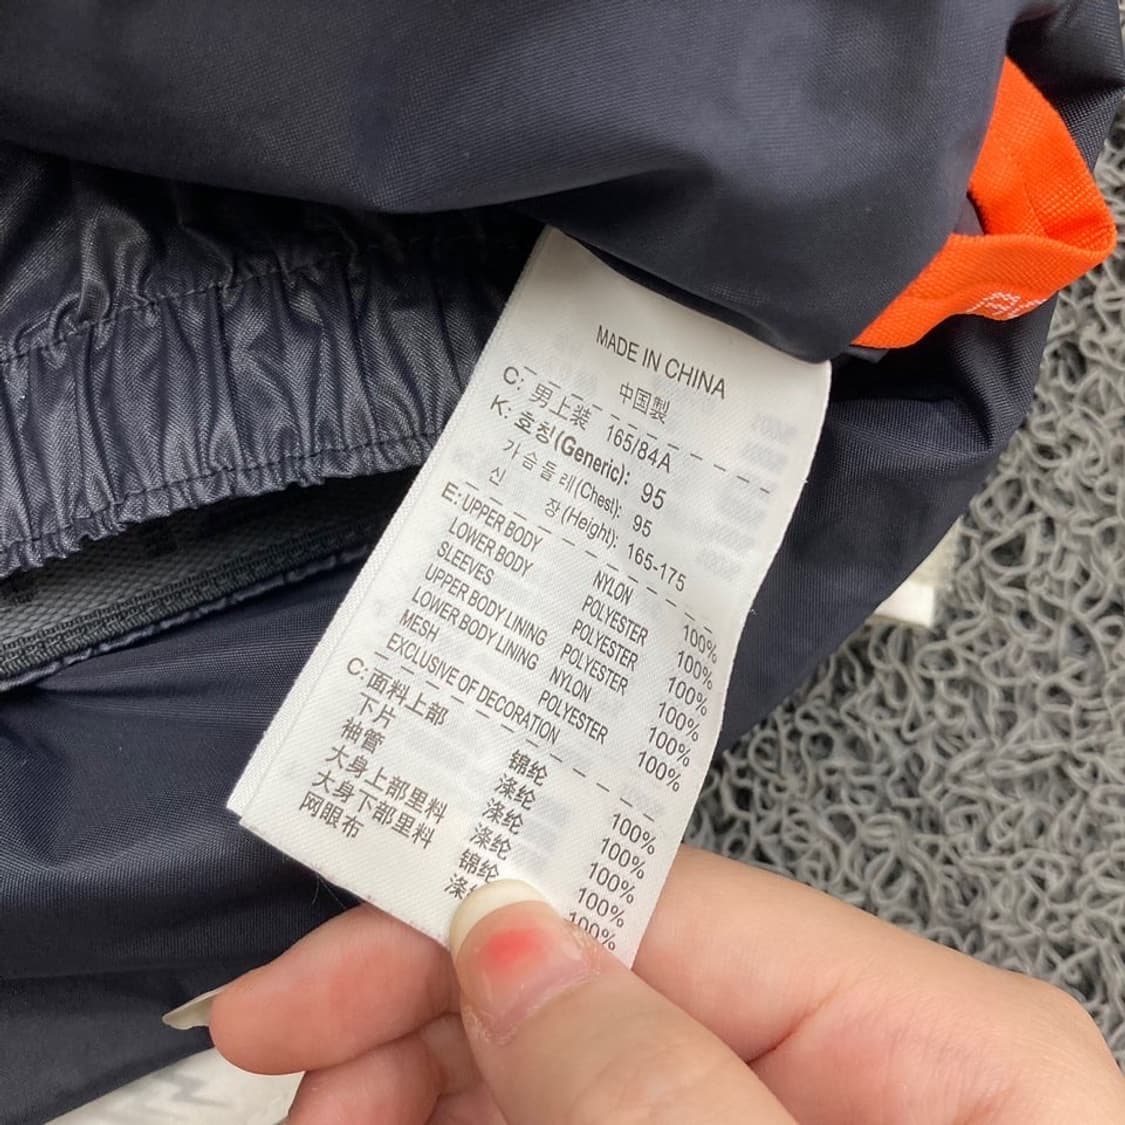 MADE IN CHINA
中国製
C: 男上装 165/84A
K: 호칭(Generic): 95
가슴둘레(Chest): 95
신 장(Height): 165-175
E: UPPER BODY NYLON 100%
LOWER BODY POLYESTER 100%
SLEEVES POLYESTER 100%
UPPER BODY LINING POLYESTER 100%
LOWER BODY LINING NYLON 100%
MESH POLYESTER 100%
EXCLUSIVE OF DECORATION
C: 面料上部 锦纶 100%
下片 涤纶 100%
袖管 涤纶 100%
大身上部里料 涤纶 100%
大身下部里料 锦纶 100%
网眼布